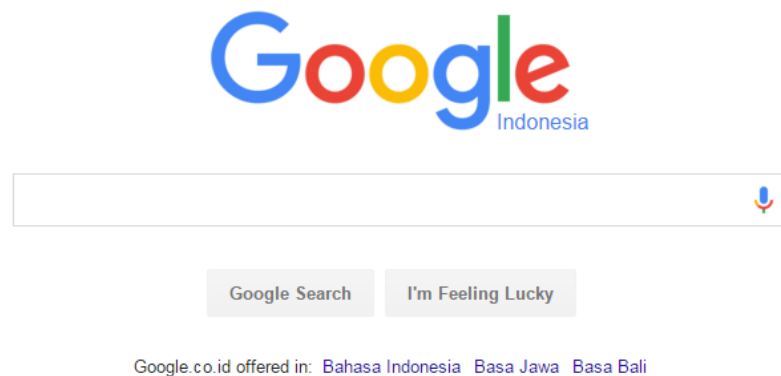 Google
Indonesia
Google Search I'm Feeling Lucky
Google.co.id offered in: Bahasa Indonesia Basa Jawa Basa Bali